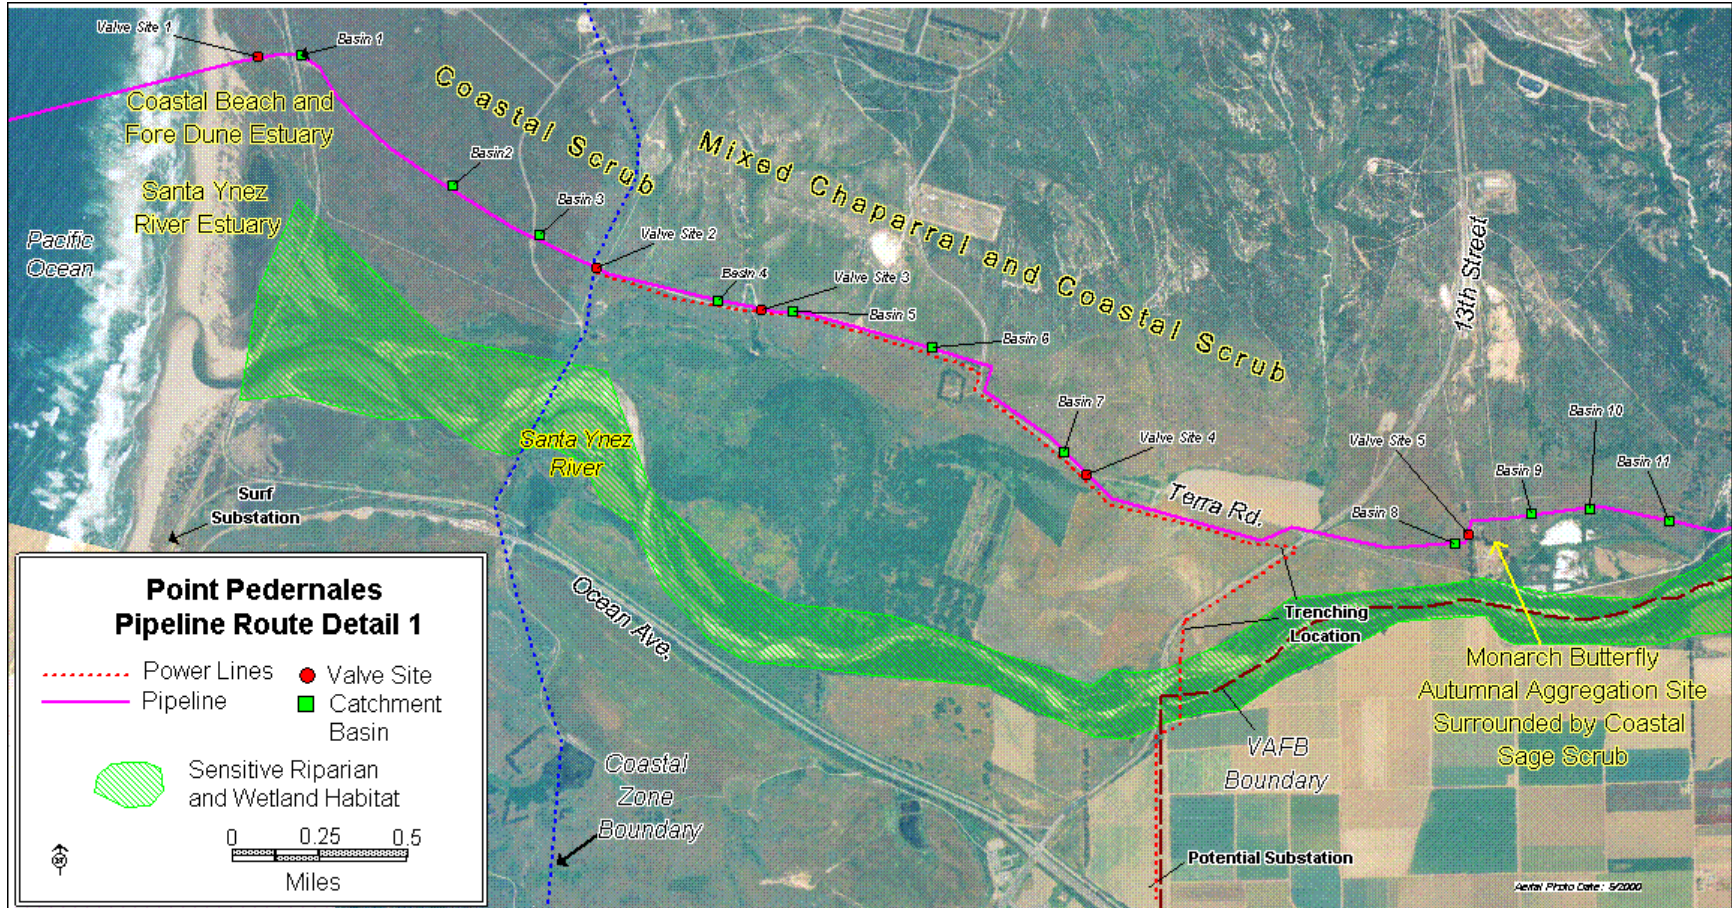 Valve Site 1
Basin 1
Coastal Beach and
Fore Dune Estuary
Coastal Scrub
Basin2
Mixed Chaparral and Coastal Scrub
Santa Ynez
River Estuary
Basin 3
Pacific
Ocean
Valve Site 2
Basin 4
Valve Site 3
Basin 5
Basin 6
13th Street
Basin 7
Valve Site 4
Valve Site 5
Basin 10
Basin 9
Basin 11
Santa Ynez
River
Terra Rd.
Basin 8
Surf
Substation
Ocean Ave.
Trenching
Location
Monarch Butterfly
Autumnal Aggregation Site
Surrounded by Coastal
Sage Scrub
VAFB
Boundary
Coastal
Zone
Boundary
Potential Substation
Aerial Photo Date: 5/2000
Point Pedernales
Pipeline Route Detail 1
Power Lines
Valve Site
Pipeline
Catchment
Basin
Sensitive Riparian
and Wetland Habitat
0 0.25 0.5
Miles